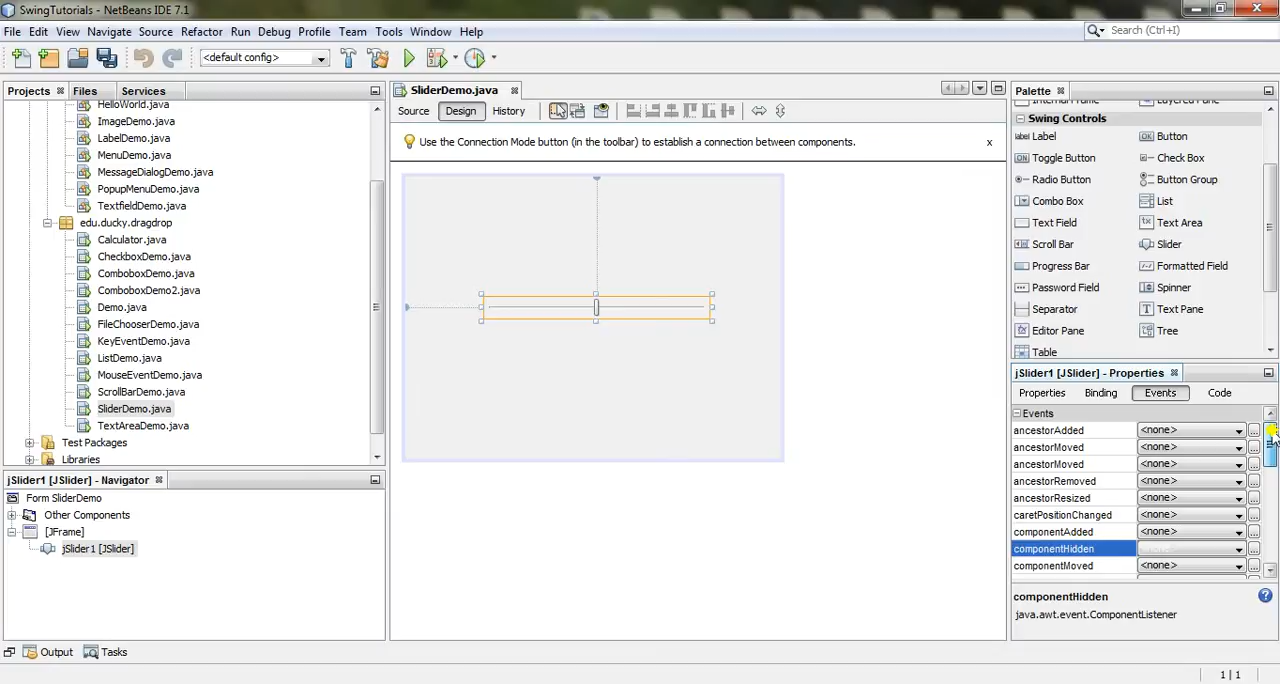 SwingTutorials - NetBeans IDE 7.1
File Edit View Navigate Source Refactor Run Debug Profile Team Tools Window Help
Search (Ctrl+I)
<default config>
Projects Files Services
HelloWorld.java
ImageDemo.java
LabelDemo.java
MenuDemo.java
MessageDialogDemo.java
PopupMenuDemo.java
TextfieldDemo.java
edu.ducky.dragdrop
Calculator.java
CheckboxDemo.java
ComboboxDemo.java
ComboboxDemo2.java
Demo.java
FileChooserDemo.java
KeyEventDemo.java
ListDemo.java
MouseEventDemo.java
ScrollBarDemo.java
SliderDemo.java
TextAreaDemo.java
Test Packages
Libraries
jSlider1 [JSlider] - Navigator
Form SliderDemo
Other Components
[JFrame]
jSlider1 [JSlider]
Output Tasks
SliderDemo.java
Source Design History
Use the Connection Mode button (in the toolbar) to establish a connection between components. x
Palette
Internal Frame Layered Pane
Swing Controls
label Label OK Button
ON Toggle Button Check Box
Radio Button Button Group
Combo Box List
Text Field Text Area
Scroll Bar Slider
Progress Bar Formatted Field
Password Field Spinner
Separator T Text Pane
Editor Pane Tree
Table
jSlider1 [JSlider] - Properties
Properties Binding Events Code
Events
ancestorAdded <none> ...
ancestorMoved <none> ...
ancestorMoved <none> ...
ancestorRemoved <none> ...
ancestorResized <none> ...
caretPositionChanged <none> ...
componentAdded <none> ...
componentHidden <none> ...
componentMoved <none> ...
componentHidden
java.awt.event.ComponentListener
1 | 1